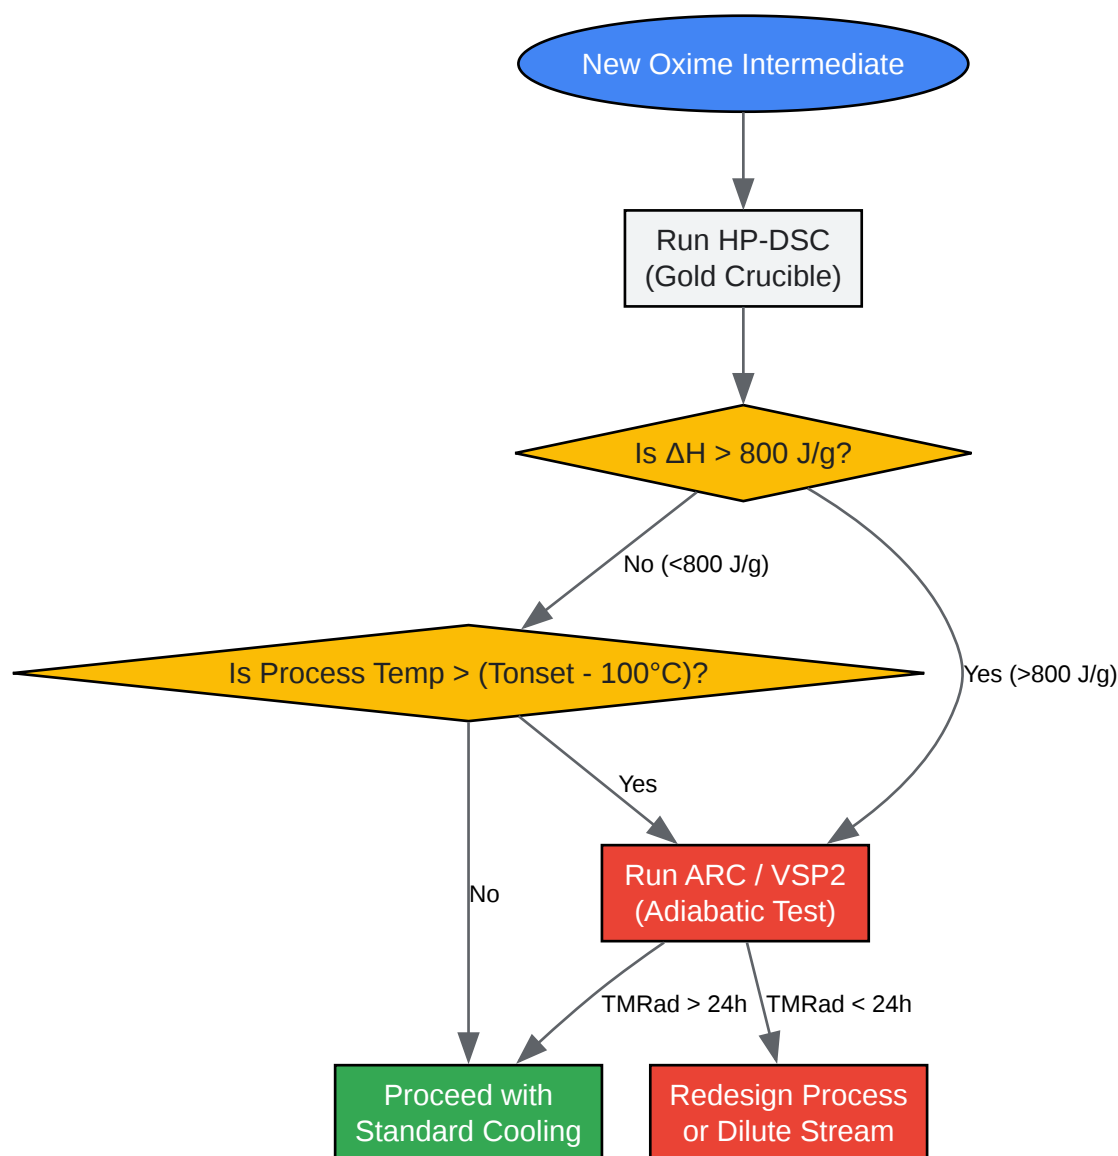 New Oxime Intermediate
Run HP-DSC
(Gold Crucible)
Is ΔH > 800 J/g?
No (<800 J/g)
Yes (>800 J/g)
Is Process Temp > (Tonset - 100°C)?
Yes
No
Run ARC / VSP2
(Adiabatic Test)
TMRad > 24h
TMRad < 24h
Proceed with
Standard Cooling
Redesign Process
or Dilute Stream